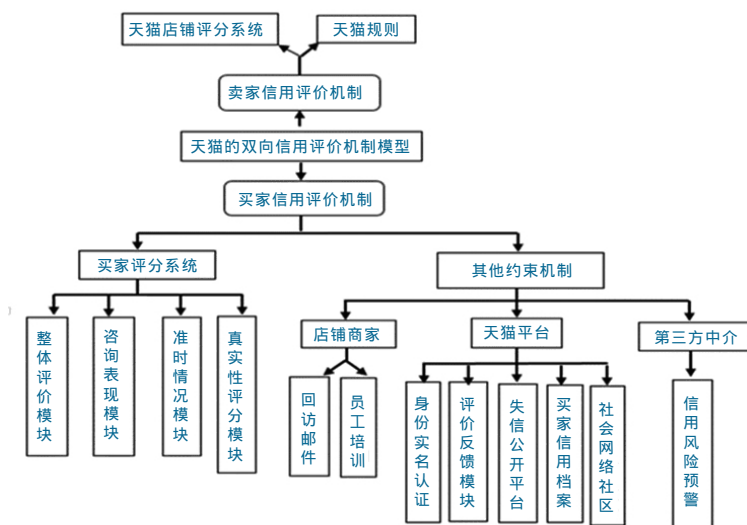 天猫店铺评分系统
天猫规则
卖家信用评价机制
天猫的双向信用评价机制模型
买家信用评价机制
买家评分系统
其他约束机制
整体评价模块
咨询表现模块
准时情况模块
真实性评分模块
店铺商家
天猫平台
第三方中介
回访邮件
员工培训
身份实名认证
评价反馈模块
失信公开平台
买家信用档案
社会网络社区
信用风险预警